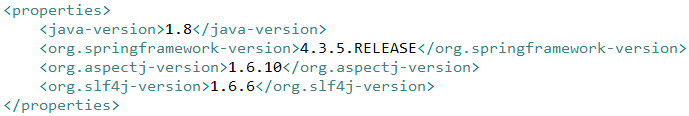 <properties>
    <java-version>1.8</java-version>
    <org.springframework-version>4.3.5.RELEASE</org.springframework-version>
    <org.aspectj-version>1.6.10</org.aspectj-version>
    <org.slf4j-version>1.6.6</org.slf4j-version>
</properties>